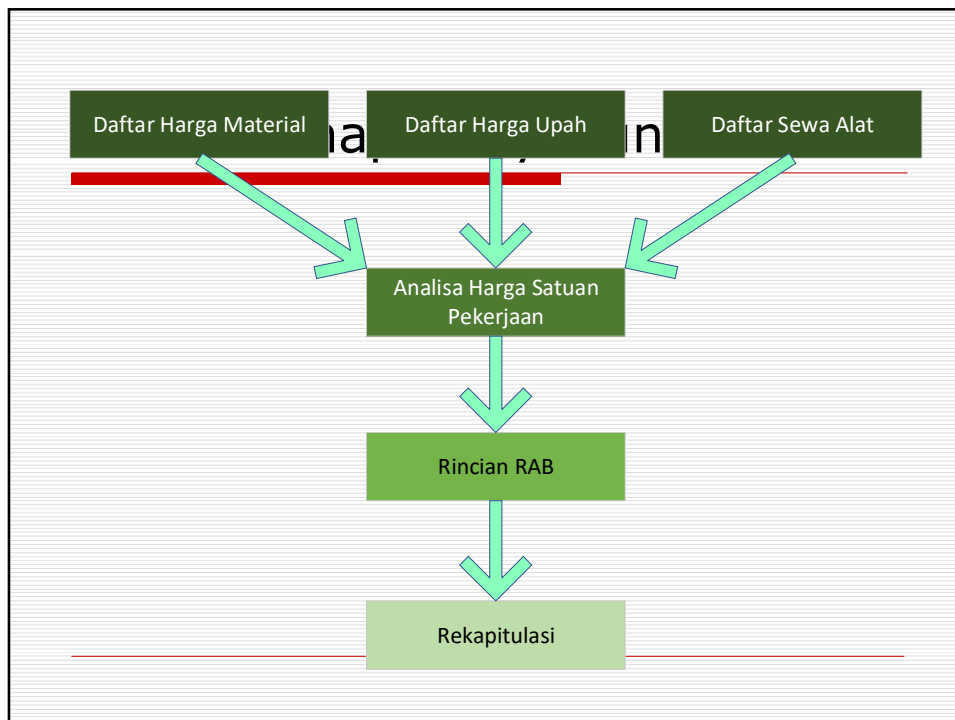 Daftar Harga Material
Daftar Harga Upah
Daftar Sewa Alat
Analisa Harga Satuan
Pekerjaan
Rincian RAB
Rekapitulasi